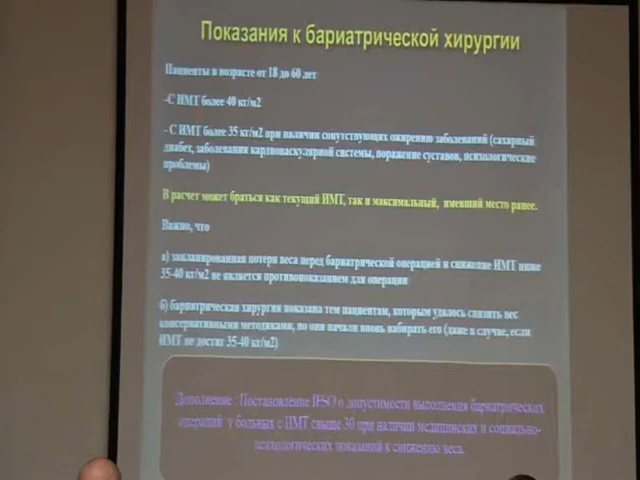 Показания к бариатрической хирургии
Пациенты в возрасте от 18 до 60 лет
-С ИМТ более 40 кг/м2
- С ИМТ более 35 кг/м2 при наличии сопутствующих ожирению заболеваний (сахарный
диабет, заболевания кардиоваскулярной системы, поражение суставов, психологические
проблемы)
В расчет может браться как текущий ИМТ, так и максимальный, имевший место ранее.
Важно, что
а) запланированная потеря веса перед бариатрической операцией и снижение ИМТ ниже
35-40 кг/м2 не является противопоказанием для операции
б) бариатрическая хирургия показана тем пациентам, которым удалось снизить вес
консервативными методиками, но они начали вновь набирать его (даже в случае, если
ИМТ не достиг 35-40 кг/м2)
Дополнение : Постановление IFSO о допустимости выполнения бариатрических
операций у больных с ИМТ свыше 30 при наличии медицинских и социально-
психологических показаний к снижению веса.